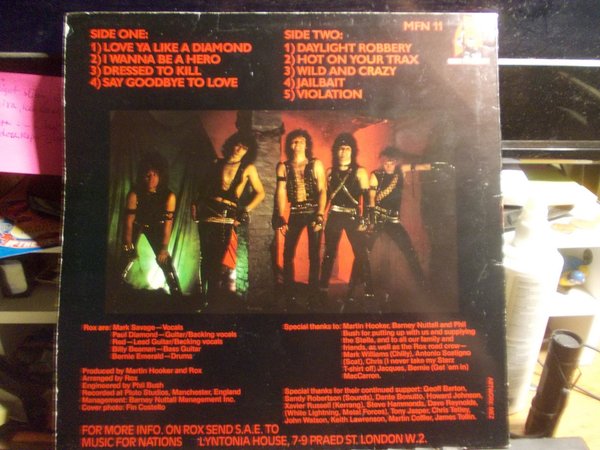 SIDE ONE:
1) LOVE YA LIKE A DIAMOND
2) I WANNA BE A HERO
3) DRESSED TO KILL
4) SAY GOODBYE TO LOVE
SIDE TWO:
1) DAYLIGHT ROBBERY
2) HOT ON YOUR TRAX
3) WILD AND CRAZY
4) JAILBAIT
5) VIOLATION
MFN 11
Rox are: Mark Savage—Vocals
Paul Diamond—Guitar/Backing vocals
Red—Lead Guitar/Backing vocals
Billy Beaman—Bass Guitar
Bernie Emerald—Drums
Produced by Martin Hooker and Rox
Arranged by Rox
Engineered by Phil Bush
Recorded at Pluto Studios, Manchester, England
Management: Barney Nuttall Management Inc.
Cover photo: Fin Costello
Special thanks to: Martin Hooker, Barney Nuttall and Phil
Bush for putting up with us and supplying
the Stella, and to all our family and
friends, as well as the Rox road crew—
Mark Williams (Chilly), Antonio Scatigno
(Scat), Chris (I never take my Starz
T-shirt off) Jacques, Bernie (Get 'em in)
MacCarron.
Special thanks for their continued support: Geoff Barton,
Sandy Robertson (Sounds), Dante Bonutto, Howard Johnson,
Xavier Russell (Kerrang), Steve Hammonds, Dave Reynolds,
(White Lightning, Metal Forces), Tony Jasper, Chris Tetley,
John Watson, Keith Lawrenson, Martin Coffier, James Tollin.
FOR MORE INFO. ON ROX SEND S.A.E. TO
MUSIC FOR NATIONS LYNTONIA HOUSE, 7-9 PRAED ST. LONDON W.2.